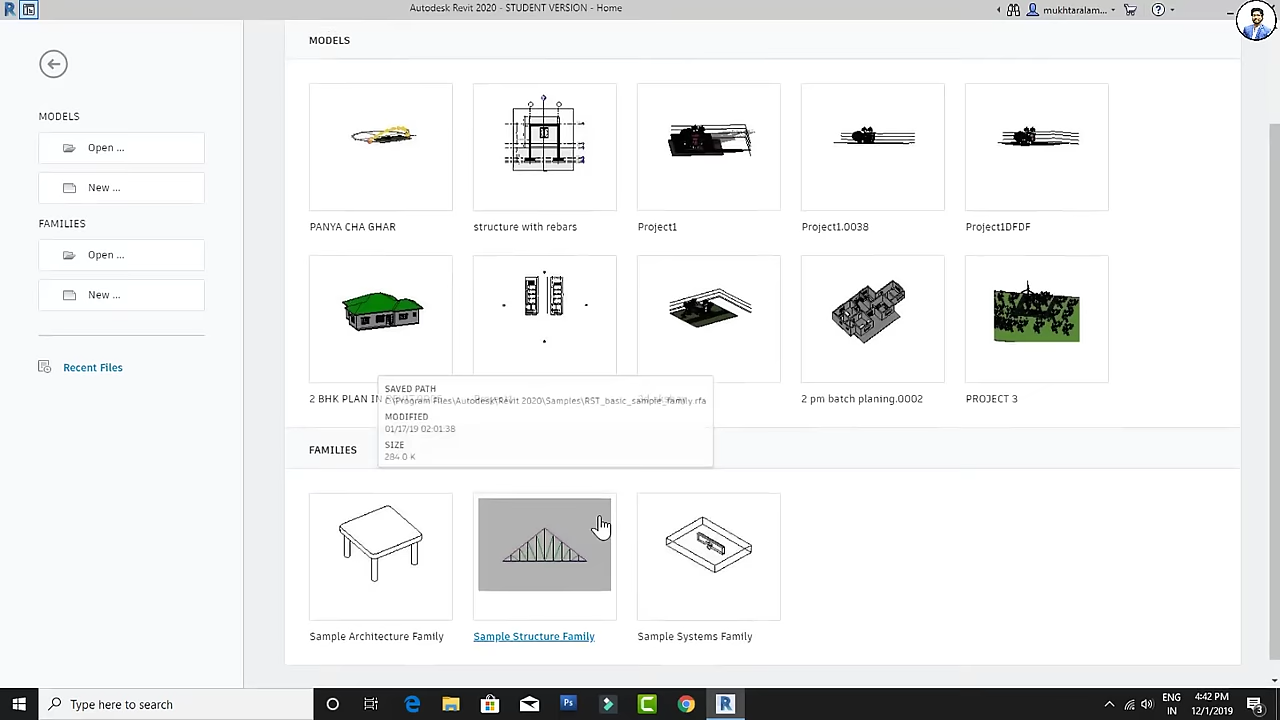 Autodesk Revit 2020 - STUDENT VERSION - Home
mukhtaralam...
MODELS
MODELS
Open ...
New ...
FAMILIES
Open ...
New ...
Recent Files
PANYA CHA GHAR
structure with rebars
Project1
Project1.0038
Project1DFDF
2 BHK PLAN IN
2 pm batch planing.0002
PROJECT 3
SAVED PATH
C:\Program Files\Autodesk\Revit 2020\Samples\RST_basic_sample_family.rfa
MODIFIED
01/17/19 02:01:38
SIZE
284.0 K
FAMILIES
Sample Architecture Family
Sample Structure Family
Sample Systems Family
Type here to search
Ps
ENG
IN
4:42 PM
12/1/2019
3